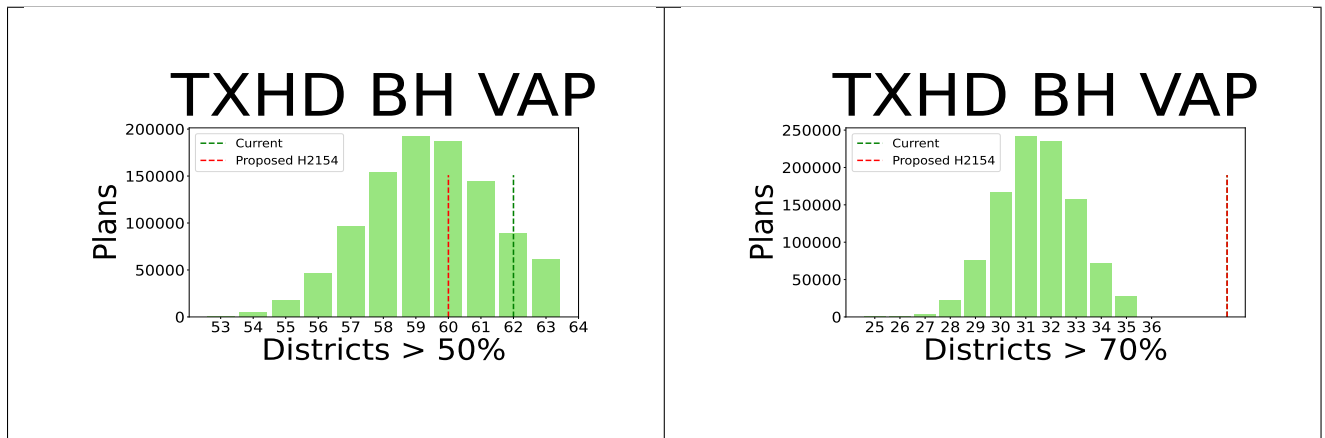 TXHD BH VAP
200000
150000
100000
50000
0
Plans
Current
Proposed H2154
53 54 55 56 57 58 59 60 61 62 63 64
Districts > 50%
TXHD BH VAP
250000
200000
150000
100000
50000
0
Plans
Current
Proposed H2154
25 26 27 28 29 30 31 32 33 34 35 36
Districts > 70%